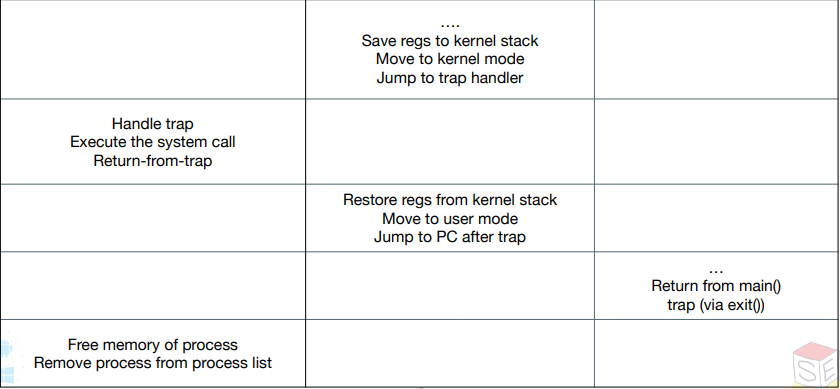 ....
Save regs to kernel stack
Move to kernel mode
Jump to trap handler
Handle trap
Execute the system call
Return-from-trap
Restore regs from kernel stack
Move to user mode
Jump to PC after trap
...
Return from main()
trap (via exit())
Free memory of process
Remove process from process list
SE